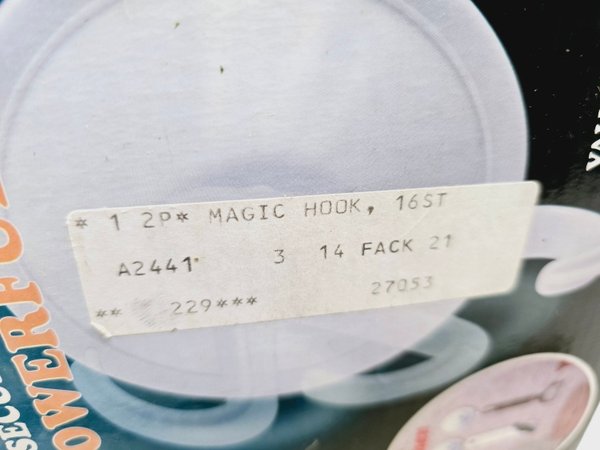 * 1 2P* MAGIC HOOK, 16ST
A2441 3 14 FACK 21
** 229*** 27053